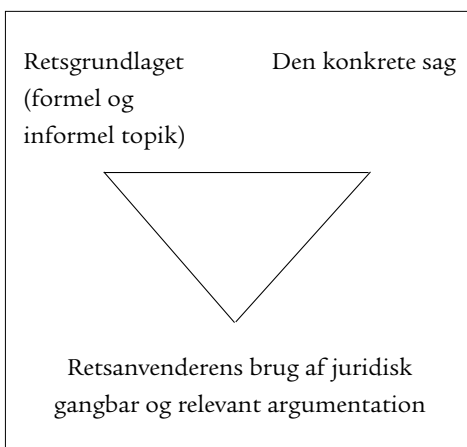 Retsgrundlaget
(formel og
informel topik)
Den konkrete sag
Retsanvenderens brug af juridisk
gangbar og relevant argumentation